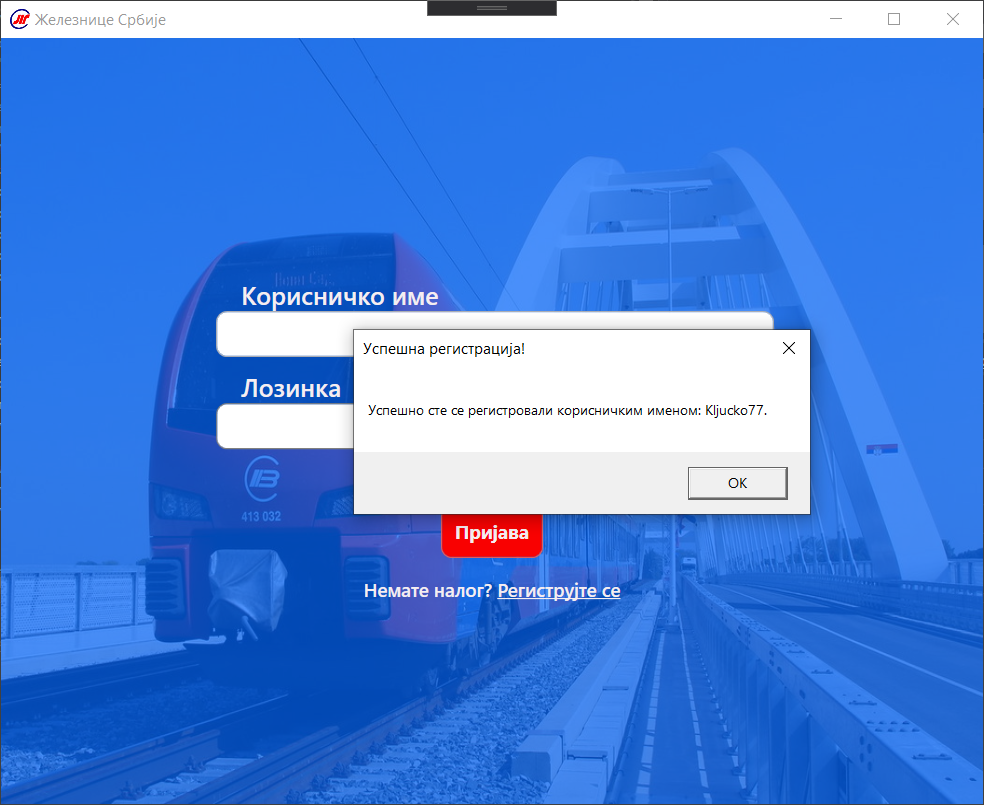 Железнице Србије
Корисничко име
Успешна регистрација!
Лозинка
Успешно сте се регистровали корисничким именом: Kljucko77.
OK
413 032
Пријава
Немате налог? Региструјте се